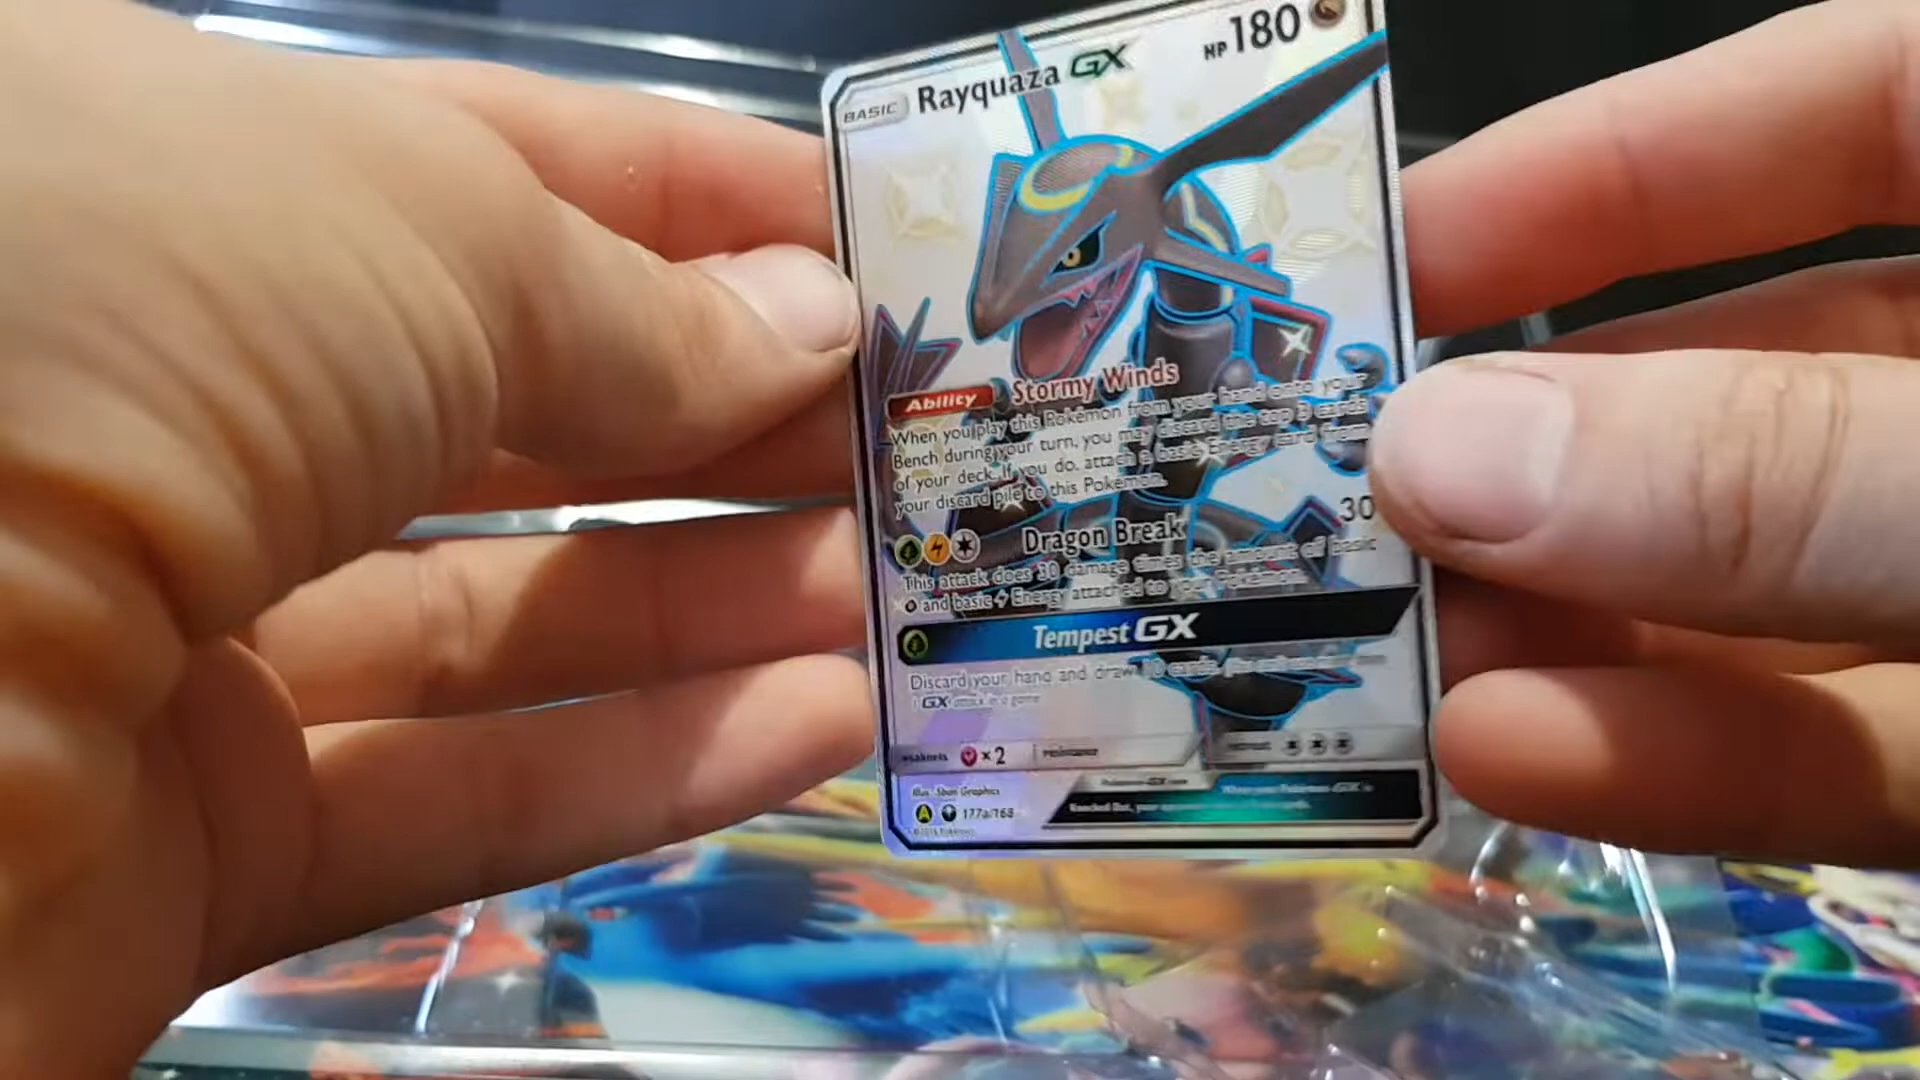 BASIC Rayquaza GX HP 180
Ability Stormy Winds
When you play this Pokémon from your hand onto your
Bench during your turn, you may discard the top 3 cards
of your deck. If you do, attach a basic Energy card from
your discard pile to this Pokémon.
Dragon Break 30
This attack does 30 damage times the amount of basic
and basic Energy attached to your Pokémon.
Tempest GX
Discard your hand and draw 10 cards.
GX attack in a game
weakness ×2 resistance retreat
Illus. 5ban Graphics
A 177a/168